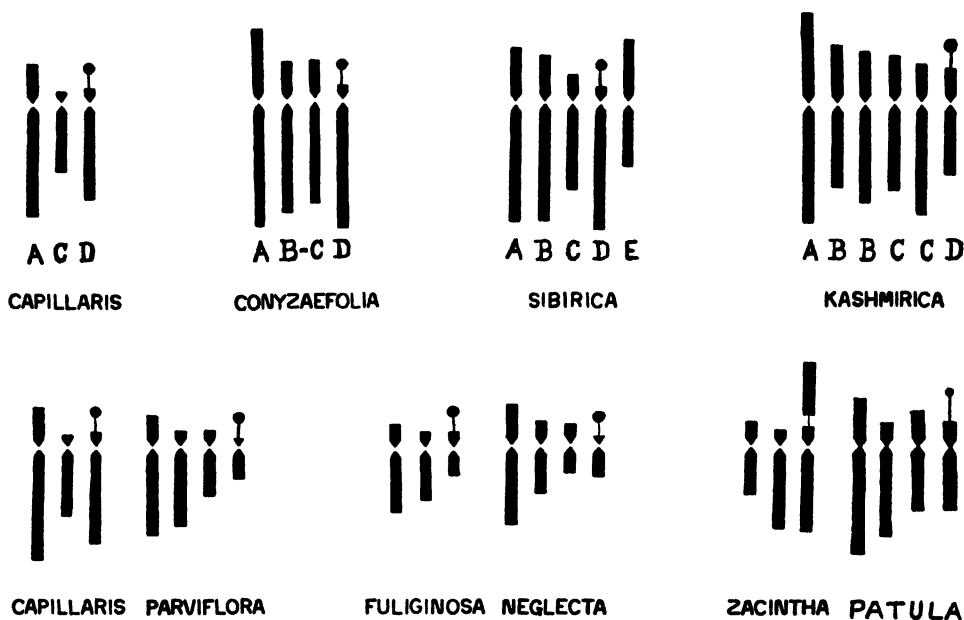 A C D A B-C D A B C D E A B B C C D
CAPILLARIS CONYZAEFOLIA SIBIRICA KASHMIRICA
CAPILLARIS PARVIFLORA FULIGINOSA NEGLECTA ZACINTHA PATULA